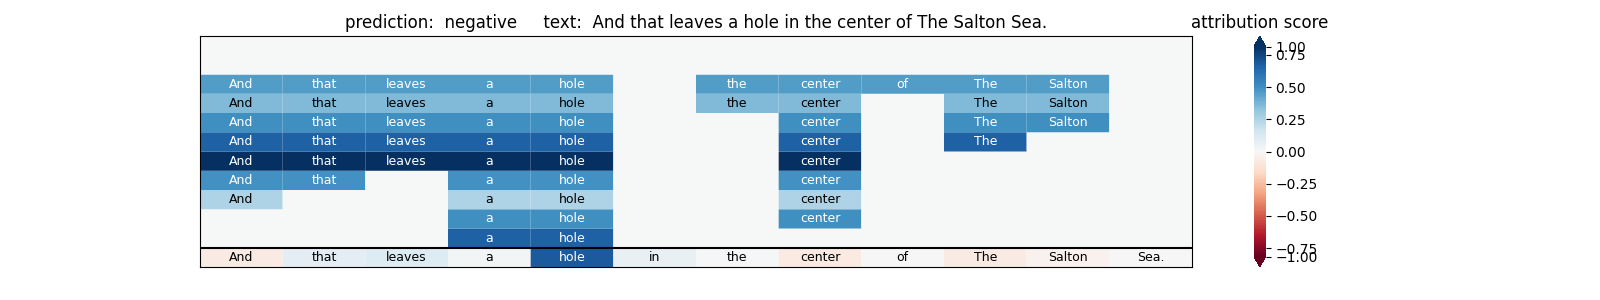 prediction:  negative     text:  And that leaves a hole in the center of The Salton Sea.
attribution score
And that leaves a hole the center of The Salton
And that leaves a hole the center The Salton
And that leaves a hole center The Salton
And that leaves a hole center The
And that leaves a hole center
And that a hole center
And a hole center
a hole center
a hole
And that leaves a hole in the center of The Salton Sea.
1.00
0.75
0.50
0.25
0.00
−0.25
−0.50
−0.75
−1.00